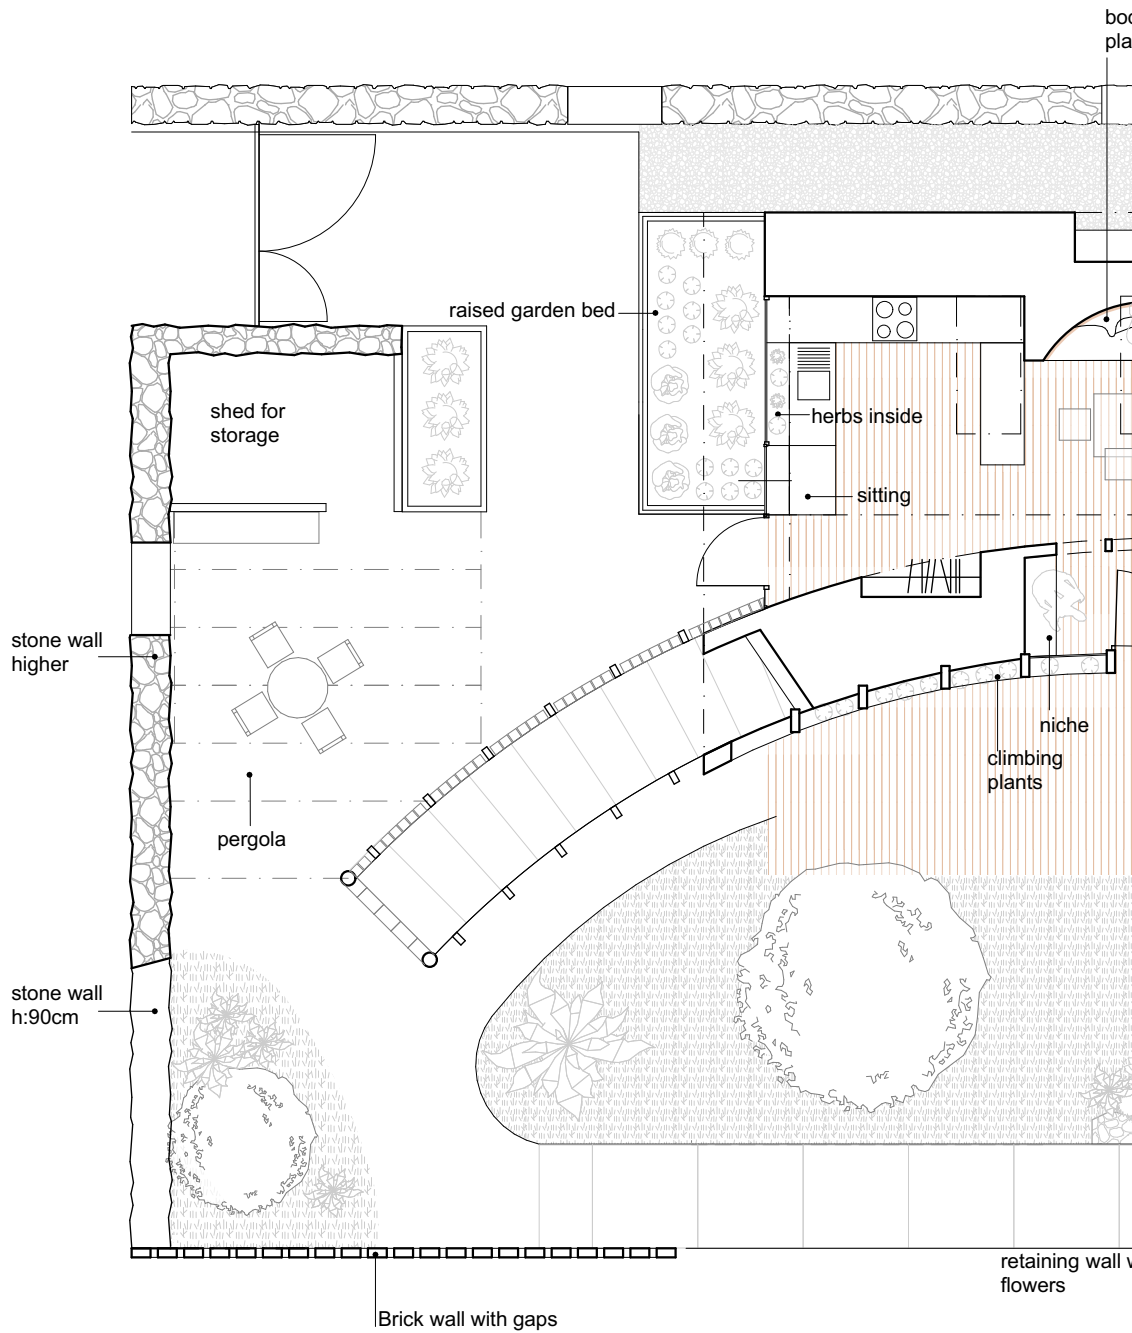 raised garden bed
shed for
storage
herbs inside
sitting
stone wall
higher
niche
climbing
plants
pergola
stone wall
h:90cm
retaining wall
flowers
Brick wall with gaps